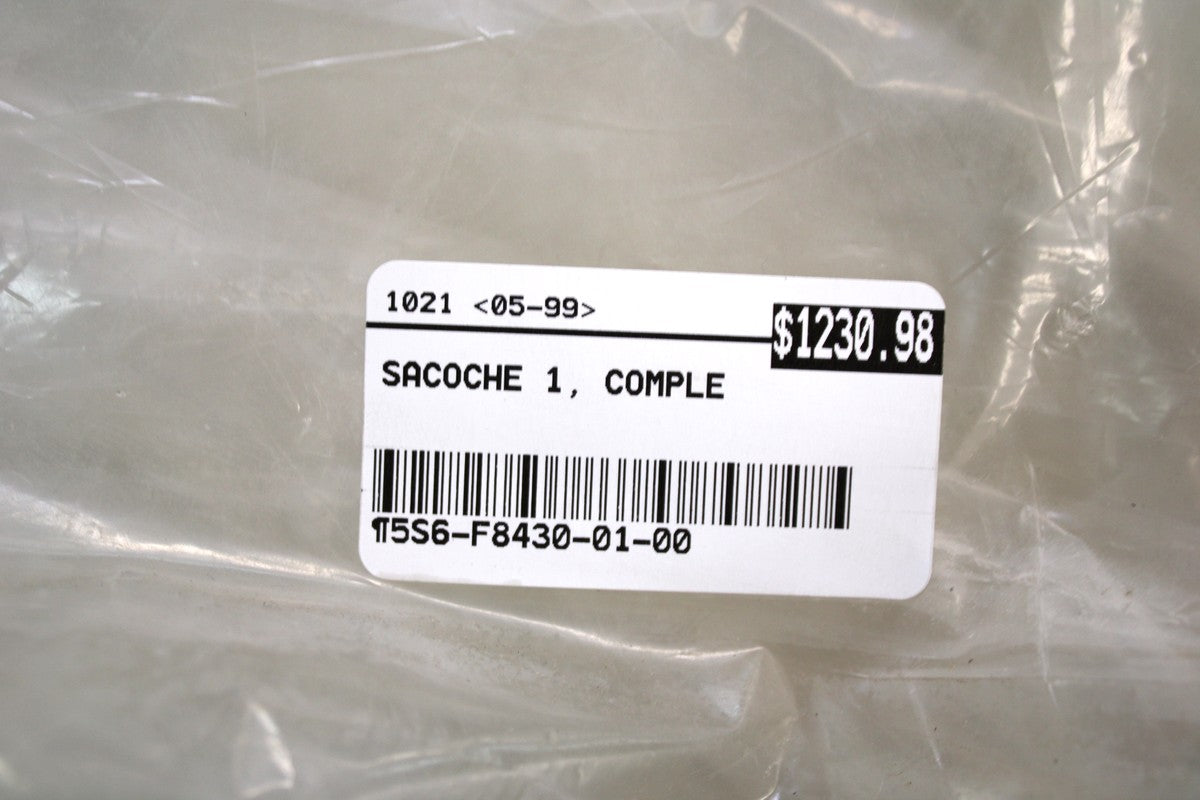 1021 <05-99>
$1230.98
SACOCHE 1, COMPLE
¶5S6-F8430-01-00